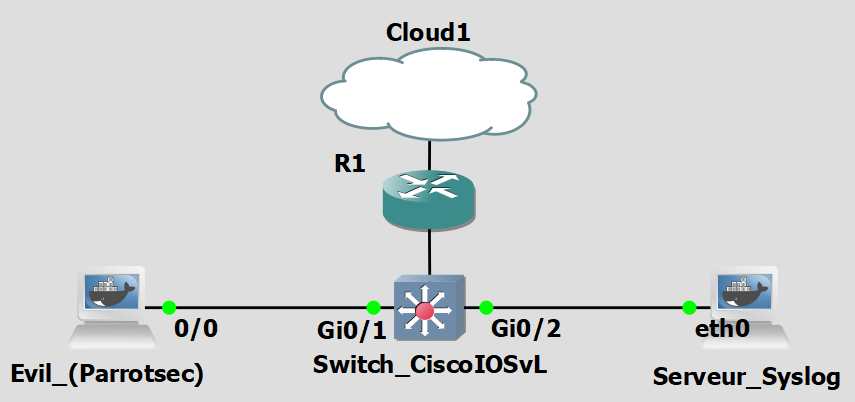 Cloud1
R1
0/0
Gi0/1
Gi0/2
eth0
Evil_(Parrotsec)
Switch_CiscoIOSvL
Serveur_Syslog